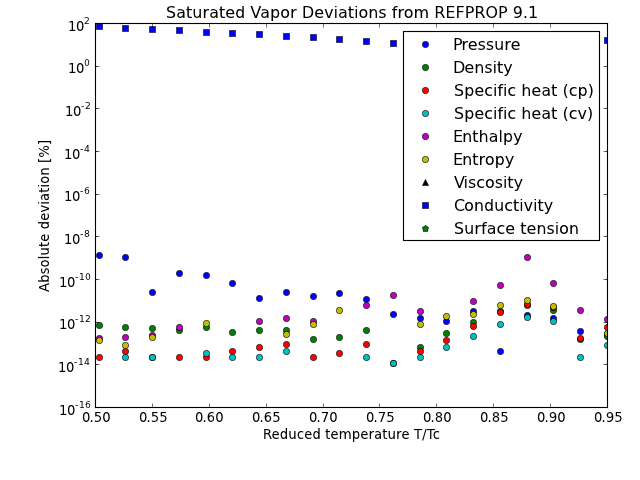 Saturated Vapor Deviations from REFPROP 9.1
10^2
10^0
10^-2
10^-4
10^-6
10^-8
10^-10
10^-12
10^-14
10^-16
Absolute deviation [%]
Pressure
Density
Specific heat (cp)
Specific heat (cv)
Enthalpy
Entropy
Viscosity
Conductivity
Surface tension
0.50 0.55 0.60 0.65 0.70 0.75 0.80 0.85 0.90 0.95
Reduced temperature T/Tc